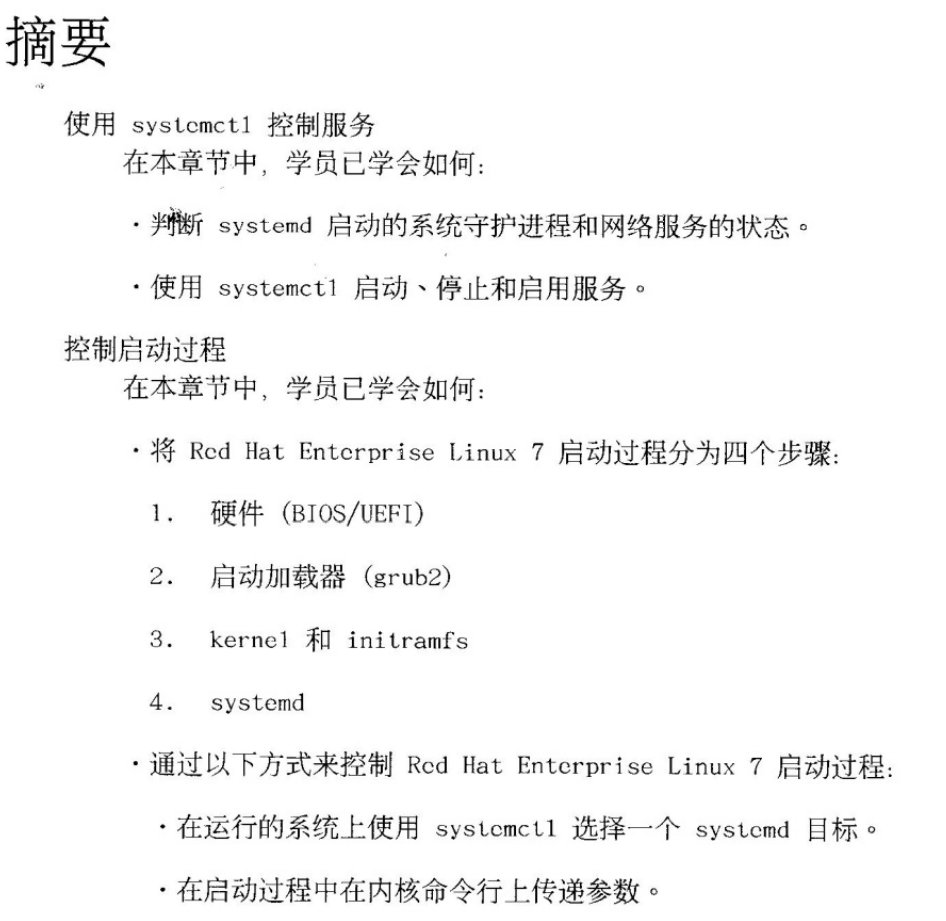 摘要
使用 systemctl 控制服务
在本章节中，学员已学会如何：
·判断 systemd 启动的系统守护进程和网络服务的状态。
·使用 systemctl 启动、停止和启用服务。
控制启动过程
在本章节中，学员已学会如何：
·将 Red Hat Enterprise Linux 7 启动过程分为四个步骤：
1. 硬件 (BIOS/UEFI)
2. 启动加载器 (grub2)
3. kernel 和 initramfs
4. systemd
·通过以下方式来控制 Red Hat Enterprise Linux 7 启动过程：
·在运行的系统上使用 systemctl 选择一个 systemd 目标。
·在启动过程中在内核命令行上传递参数。